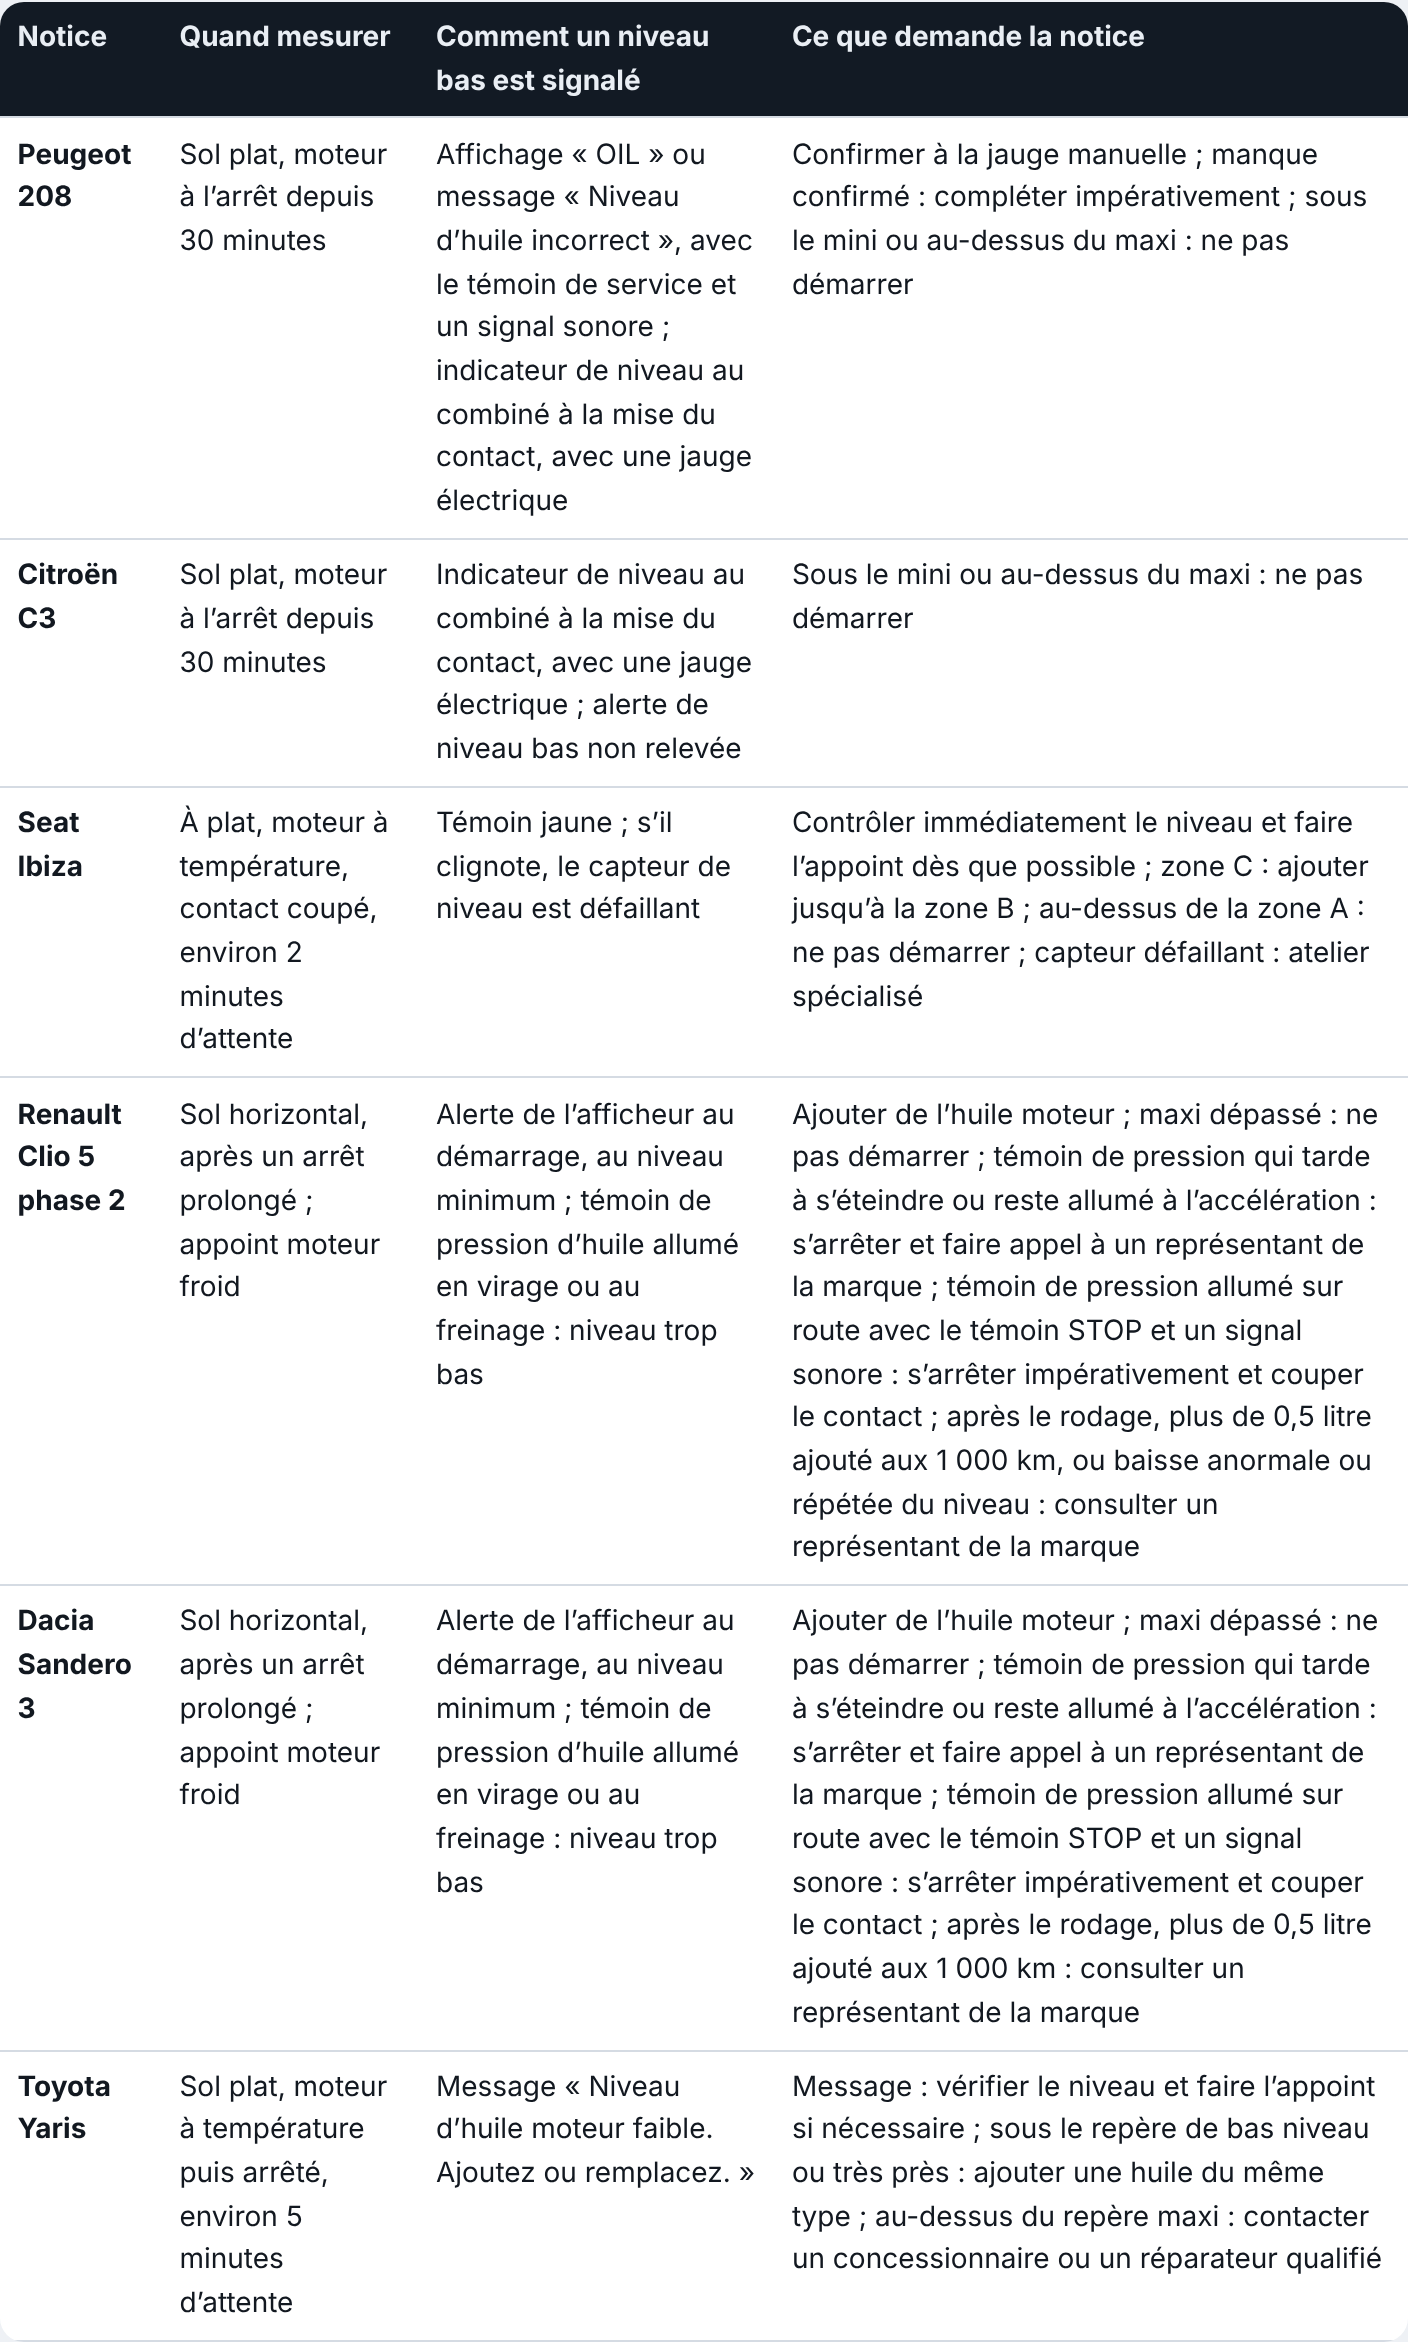 Notice
Quand mesurer
Comment un niveau
bas est signalé
Ce que demande la notice
Peugeot
208
Sol plat, moteur
à l’arrêt depuis
30 minutes
Affichage « OIL » ou
message « Niveau
d’huile incorrect », avec
le témoin de service et
un signal sonore ;
indicateur de niveau au
combiné à la mise du
contact, avec une jauge
électrique
Confirmer à la jauge manuelle ; manque
confirmé : compléter impérativement ; sous
le mini ou au-dessus du maxi : ne pas
démarrer
Citroën
C3
Sol plat, moteur
à l’arrêt depuis
30 minutes
Indicateur de niveau au
combiné à la mise du
contact, avec une jauge
électrique ; alerte de
niveau bas non relevée
Sous le mini ou au-dessus du maxi : ne pas
démarrer
Seat
Ibiza
À plat, moteur à
température,
contact coupé,
environ 2
minutes
d’attente
Témoin jaune ; s’il
clignote, le capteur de
niveau est défaillant
Contrôler immédiatement le niveau et faire
l’appoint dès que possible ; zone C : ajouter
jusqu’à la zone B ; au-dessus de la zone A :
ne pas démarrer ; capteur défaillant : atelier
spécialisé
Renault
Clio 5
phase 2
Sol horizontal,
après un arrêt
prolongé ;
appoint moteur
froid
Alerte de l’afficheur au
démarrage, au niveau
minimum ; témoin de
pression d’huile allumé
en virage ou au
freinage : niveau trop
bas
Ajouter de l’huile moteur ; maxi dépassé : ne
pas démarrer ; témoin de pression qui tarde
à s’éteindre ou reste allumé à l’accélération :
s’arrêter et faire appel à un représentant de
la marque ; témoin de pression allumé sur
route avec le témoin STOP et un signal
sonore : s’arrêter impérativement et couper
le contact ; après le rodage, plus de 0,5 litre
ajouté aux 1 000 km, ou baisse anormale ou
répétée du niveau : consulter un
représentant de la marque
Dacia
Sandero
3
Sol horizontal,
après un arrêt
prolongé ;
appoint moteur
froid
Alerte de l’afficheur au
démarrage, au niveau
minimum ; témoin de
pression d’huile allumé
en virage ou au
freinage : niveau trop
bas
Ajouter de l’huile moteur ; maxi dépassé : ne
pas démarrer ; témoin de pression qui tarde
à s’éteindre ou reste allumé à l’accélération :
s’arrêter et faire appel à un représentant de
la marque ; témoin de pression allumé sur
route avec le témoin STOP et un signal
sonore : s’arrêter impérativement et couper
le contact ; après le rodage, plus de 0,5 litre
ajouté aux 1 000 km : consulter un
représentant de la marque
Toyota
Yaris
Sol plat, moteur
à température
puis arrêté,
environ 5
minutes
d’attente
Message « Niveau
d’huile moteur faible.
Ajoutez ou remplacez. »
Message : vérifier le niveau et faire l’appoint
si nécessaire ; sous le repère de bas niveau
ou très près : ajouter une huile du même
type ; au-dessus du repère maxi : contacter
un concessionnaire ou un réparateur qualifié